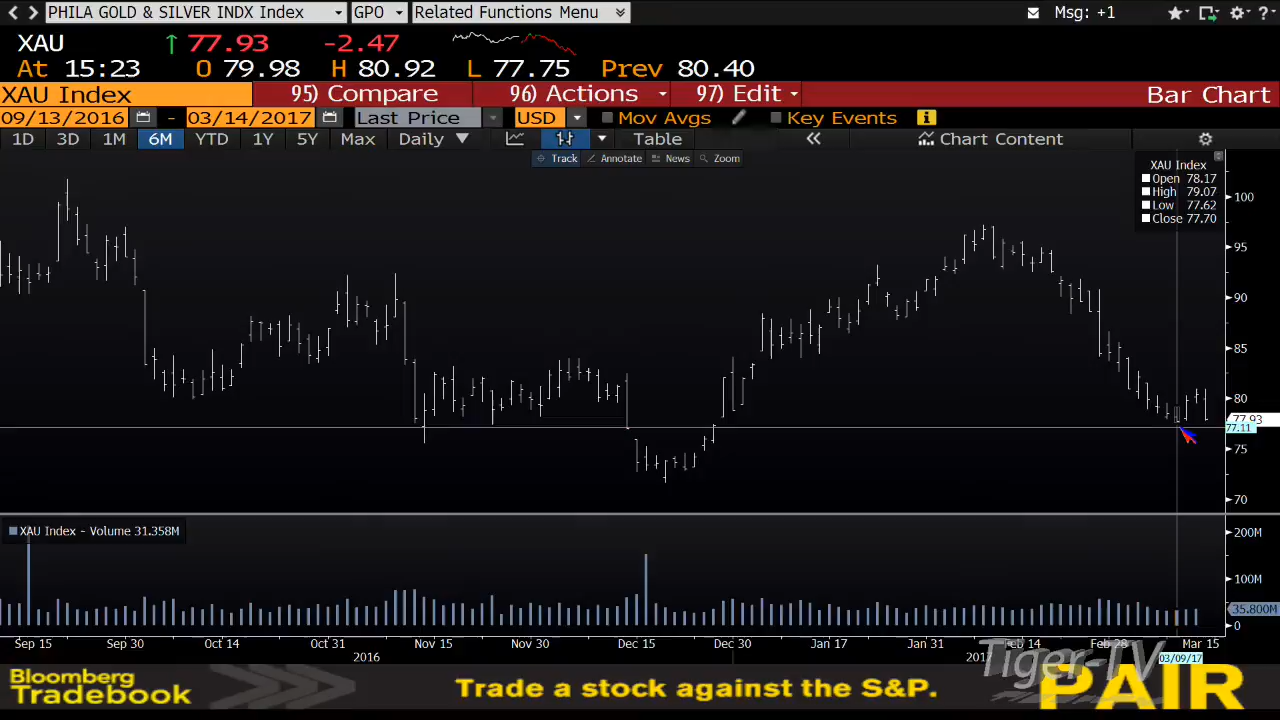 PHILA GOLD & SILVER INDX Index GPO Related Functions Menu Msg: +1 ?
XAU ↑ 77.93 -2.47
At 15:23 O 79.98 H 80.92 L 77.75 Prev 80.40
XAU Index 95) Compare 96) Actions 97) Edit Bar Chart
09/13/2016 - 03/14/2017 Last Price USD Mov Avgs Key Events
1D 3D 1M 6M YTD 1Y 5Y Max Daily Table Chart Content
Track Annotate News Zoom
XAU Index
Open 78.17
High 79.07
Low 77.62
Close 77.70
100
95
90
85
80
77.93
77.11
75
70
XAU Index - Volume 31.358M
200M
100M
35.800M
0
Sep 15 Sep 30 Oct 14 Oct 31 Nov 15 Nov 30 Dec 15 Dec 30 Jan 17 Jan 31 Feb 14 Feb 28 Mar 15
2016 2017 03/09/17
Tiger-TV
Bloomberg
Tradebook
Trade a stock against the S&P.
PAIR